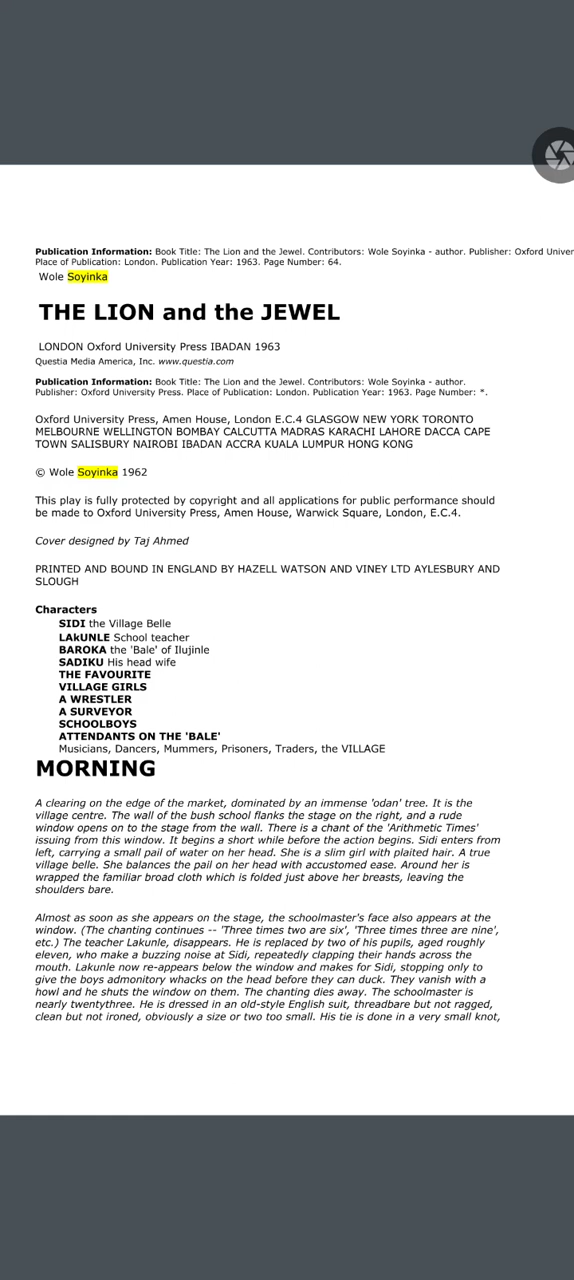 Publication Information: Book Title: The Lion and the Jewel. Contributors: Wole Soyinka - author. Publisher: Oxford Univer
Place of Publication: London. Publication Year: 1963. Page Number: 64.
Wole Soyinka
THE LION and the JEWEL
LONDON Oxford University Press IBADAN 1963
Questia Media America, Inc. www.questia.com
Publication Information: Book Title: The Lion and the Jewel. Contributors: Wole Soyinka - author.
Publisher: Oxford University Press. Place of Publication: London. Publication Year: 1963. Page Number: *.
Oxford University Press, Amen House, London E.C.4 GLASGOW NEW YORK TORONTO
MELBOURNE WELLINGTON BOMBAY CALCUTTA MADRAS KARACHI LAHORE DACCA CAPE
TOWN SALISBURY NAIROBI IBADAN ACCRA KUALA LUMPUR HONG KONG
© Wole Soyinka 1962
This play is fully protected by copyright and all applications for public performance should
be made to Oxford University Press, Amen House, Warwick Square, London, E.C.4.
Cover designed by Taj Ahmed
PRINTED AND BOUND IN ENGLAND BY HAZELL WATSON AND VINEY LTD AYLESBURY AND
SLOUGH
Characters
SIDI the Village Belle
LAkUNLE School teacher
BAROKA the 'Bale' of Ilujinle
SADIKU His head wife
THE FAVOURITE
VILLAGE GIRLS
A WRESTLER
A SURVEYOR
SCHOOLBOYS
ATTENDANTS ON THE 'BALE'
Musicians, Dancers, Mummers, Prisoners, Traders, the VILLAGE
MORNING
A clearing on the edge of the market, dominated by an immense 'odan' tree. It is the
village centre. The wall of the bush school flanks the stage on the right, and a rude
window opens on to the stage from the wall. There is a chant of the 'Arithmetic Times'
issuing from this window. It begins a short while before the action begins. Sidi enters from
left, carrying a small pail of water on her head. She is a slim girl with plaited hair. A true
village belle. She balances the pail on her head with accustomed ease. Around her is
wrapped the familiar broad cloth which is folded just above her breasts, leaving the
shoulders bare.
Almost as soon as she appears on the stage, the schoolmaster's face also appears at the
window. (The chanting continues -- 'Three times two are six', 'Three times three are nine',
etc.) The teacher Lakunle, disappears. He is replaced by two of his pupils, aged roughly
eleven, who make a buzzing noise at Sidi, repeatedly clapping their hands across the
mouth. Lakunle now re-appears below the window and makes for Sidi, stopping only to
give the boys admonitory whacks on the head before they can duck. They vanish with a
howl and he shuts the window on them. The chanting dies away. The schoolmaster is
nearly twentythree. He is dressed in an old-style English suit, threadbare but not ragged,
clean but not ironed, obviously a size or two too small. His tie is done in a very small knot,